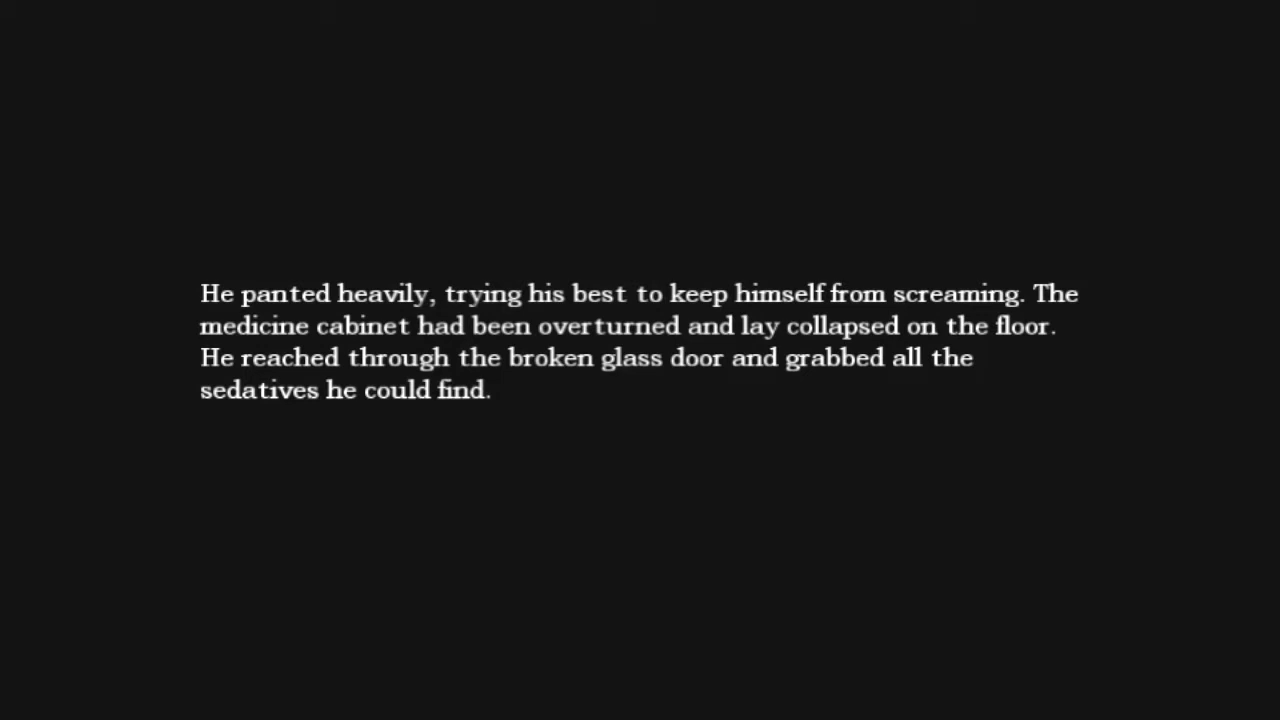 He panted heavily, trying his best to keep himself from screaming. The
medicine cabinet had been overturned and lay collapsed on the floor.
He reached through the broken glass door and grabbed all the
sedatives he could find.